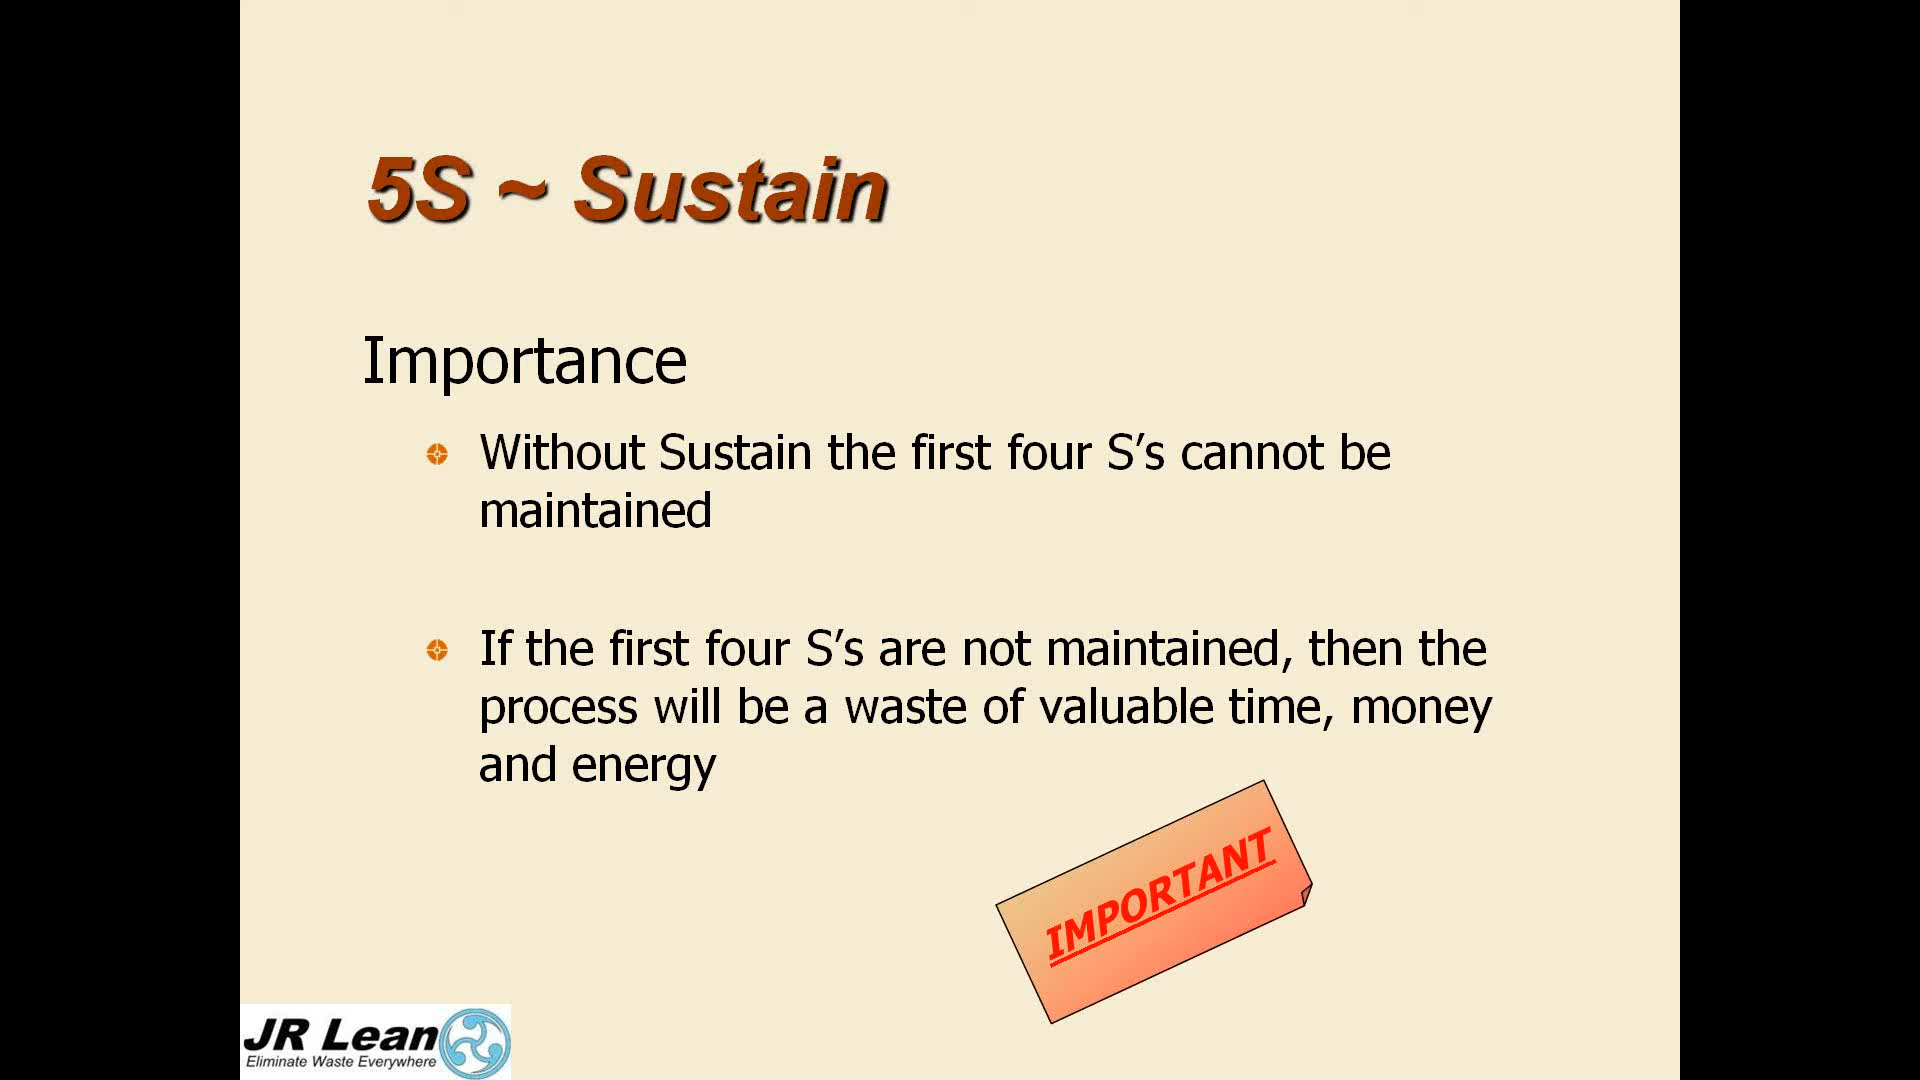 5S ~ Sustain
Importance
Without Sustain the first four S’s cannot be
maintained
If the first four S’s are not maintained, then the
process will be a waste of valuable time, money
and energy
IMPORTANT
JR Lean
Eliminate Waste Everywhere